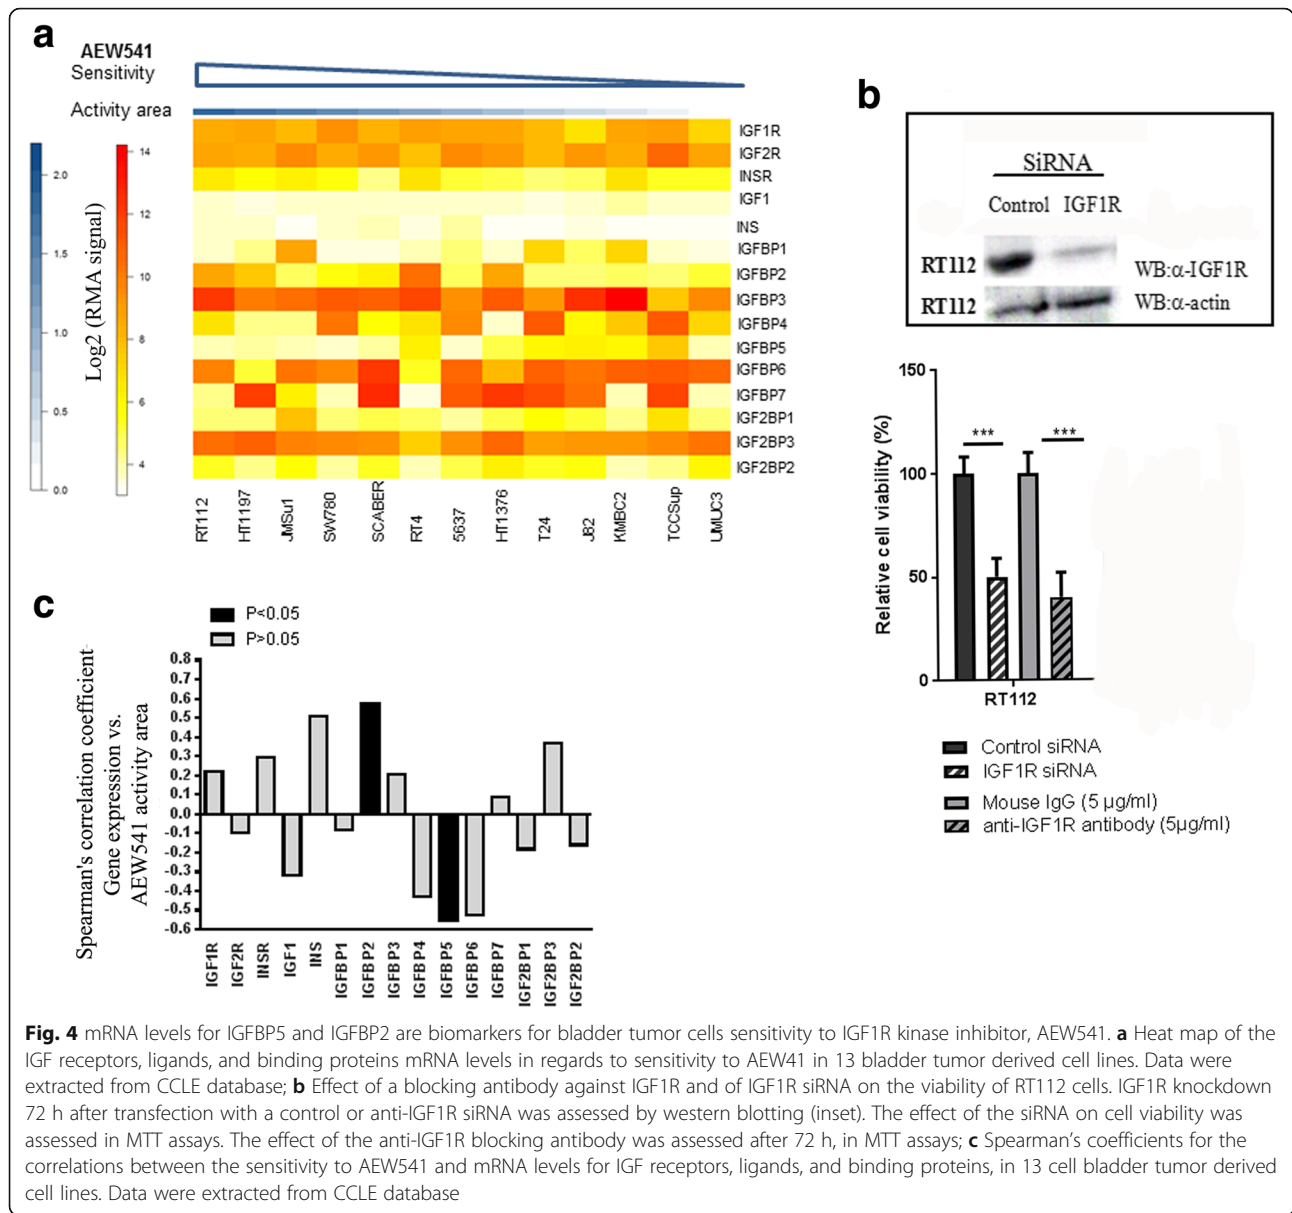 a
AEW541
Sensitivity
Activity area
2.0
1.5
1.0
0.5
0.0
Log2 (RMA signal)
14
12
10
8
6
4
IGF1R
IGF2R
INSR
IGF1
INS
IGFBP1
IGFBP2
IGFBP3
IGFBP4
IGFBP5
IGFBP6
IGFBP7
IGF2BP1
IGF2BP3
IGF2BP2
RT112
HT1197
JMSu1
SW780
SCABER
RT4
5637
HT1376
T24
J82
KMBC2
TCCSup
UMUC3
b
SiRNA
Control IGF1R
RT112
WB:α-IGF1R
RT112
WB:α-actin
Relative cell viability (%)
150
100
50
0
***
***
RT112
Control siRNA
IGF1R siRNA
Mouse IgG (5 µg/ml)
anti-IGF1R antibody (5µg/ml)
c
P<0.05
P>0.05
Spearman's correlation coefficient
Gene expression vs.
AEW541 activity area
0.8
0.7
0.6
0.5
0.3
0.2
0.0
-0.1
-0.3
-0.4
-0.5
-0.6
IGF1R
IGF2R
INSR
IGF1
INS
IGFBP1
IGFBP2
IGFBP3
IGFBP4
IGFBP5
IGFBP6
IGFBP7
IGF2BP1
IGF2BP3
IGF2BP2
Fig. 4 mRNA levels for IGFBP5 and IGFBP2 are biomarkers for bladder tumor cells sensitivity to IGF1R kinase inhibitor, AEW541. a Heat map of the
IGF receptors, ligands, and binding proteins mRNA levels in regards to sensitivity to AEW41 in 13 bladder tumor derived cell lines. Data were
extracted from CCLE database; b Effect of a blocking antibody against IGF1R and of IGF1R siRNA on the viability of RT112 cells. IGF1R knockdown
72 h after transfection with a control or anti-IGF1R siRNA was assessed by western blotting (inset). The effect of the siRNA on cell viability was
assessed in MTT assays. The effect of the anti-IGF1R blocking antibody was assessed after 72 h, in MTT assays; c Spearman's coefficients for the
correlations between the sensitivity to AEW541 and mRNA levels for IGF receptors, ligands, and binding proteins, in 13 cell bladder tumor derived
cell lines. Data were extracted from CCLE database